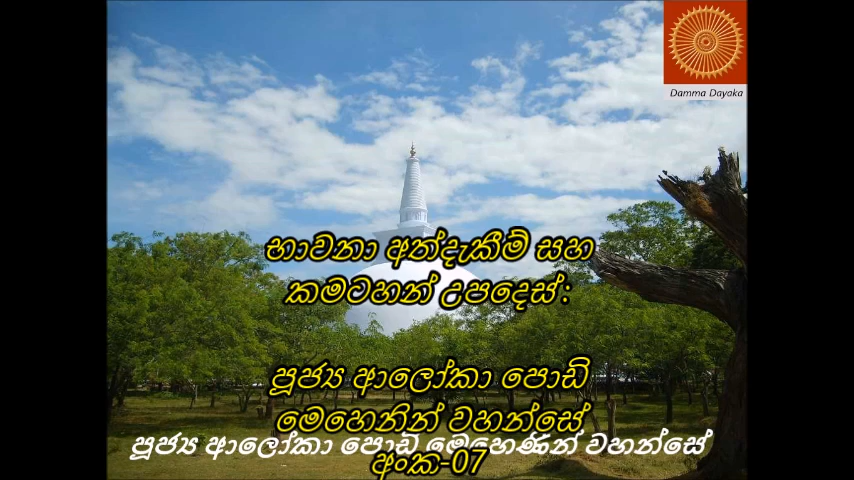 Damma Dayaka
භාවනා අත්දැකීම් සහ
කමටහන් උපදෙස්:
පූජ්‍ය ආලෝකා පොඩි
මෙහෙනින් වහන්සේ
පූජ්‍ය ආලෝකා පොඩි මෙහෙණින් වහන්සේ
අංක-07